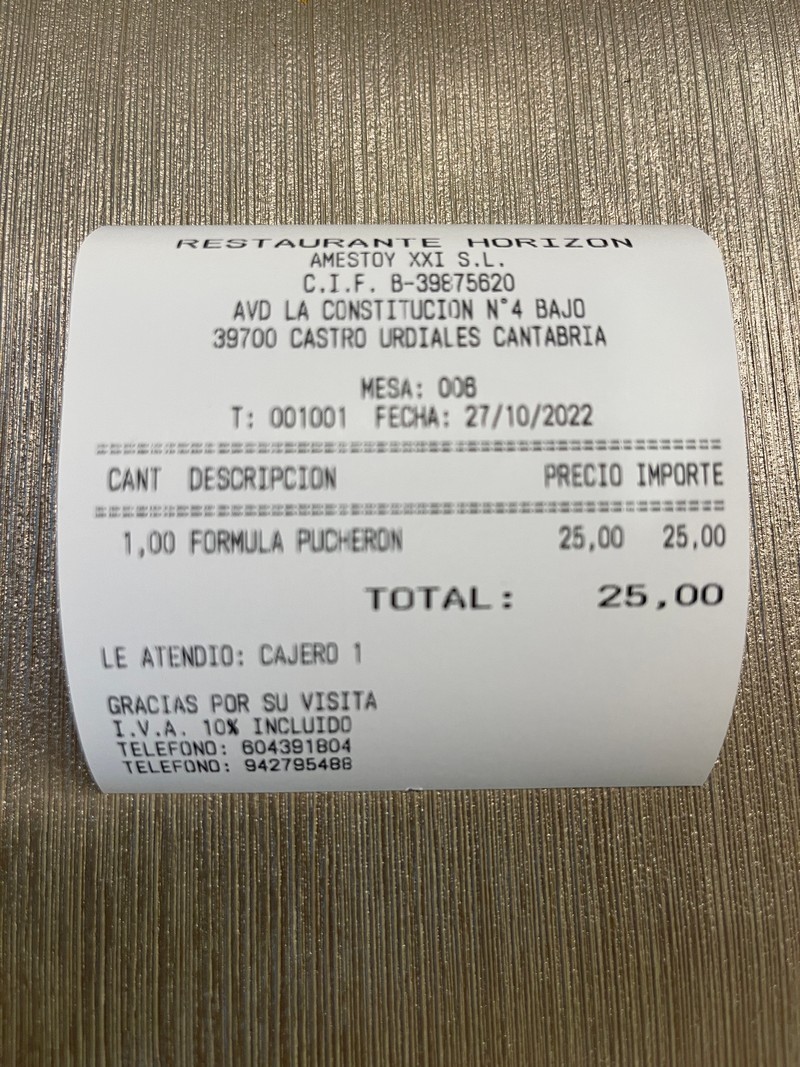 RESTAURANTE HORIZON
AMESTOY XXI S.L.
C.I.F. B-39875620
AVD LA CONSTITUCION N°4 BAJO
39700 CASTRO URDIALES CANTABRIA
MESA: 008
T: 001001 FECHA: 27/10/2022
CANT DESCRIPCION PRECIO IMPORTE
1,00 FORMULA PUCHERON 25,00 25,00
TOTAL: 25,00
LE ATENDIO: CAJERO 1
GRACIAS POR SU VISITA
I.V.A. 10% INCLUIDO
TELEFONO: 604391804
TELEFONO: 942795488